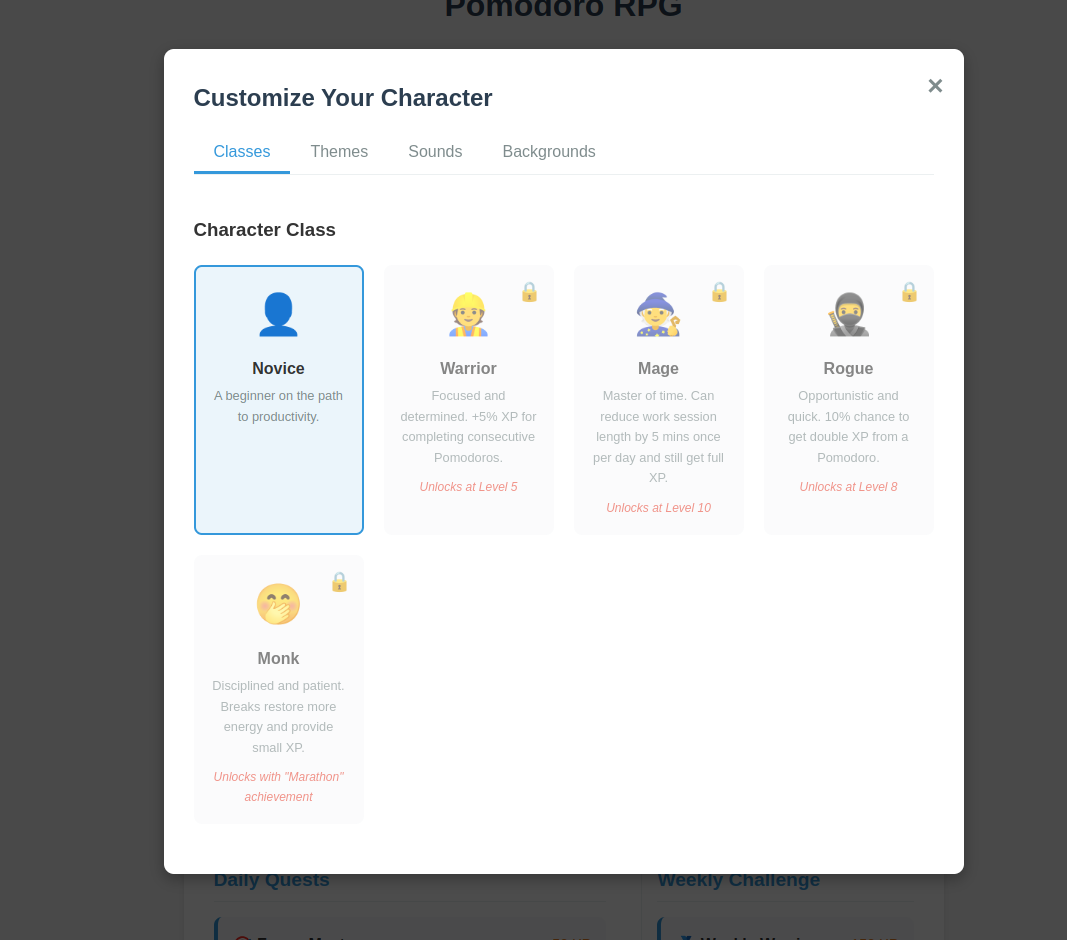 Pomodoro RPG
Customize Your Character
×
Classes Themes Sounds Backgrounds
Character Class
Novice
A beginner on the path
to productivity.
Warrior
Focused and
determined. +5% XP for
completing consecutive
Pomodoros.
Unlocks at Level 5
Mage
Master of time. Can
reduce work session
length by 5 mins once
per day and still get full
XP.
Unlocks at Level 10
Rogue
Opportunistic and
quick. 10% chance to
get double XP from a
Pomodoro.
Unlocks at Level 8
Monk
Disciplined and patient.
Breaks restore more
energy and provide
small XP.
Unlocks with "Marathon"
achievement
Daily Quests
Weekly Challenge